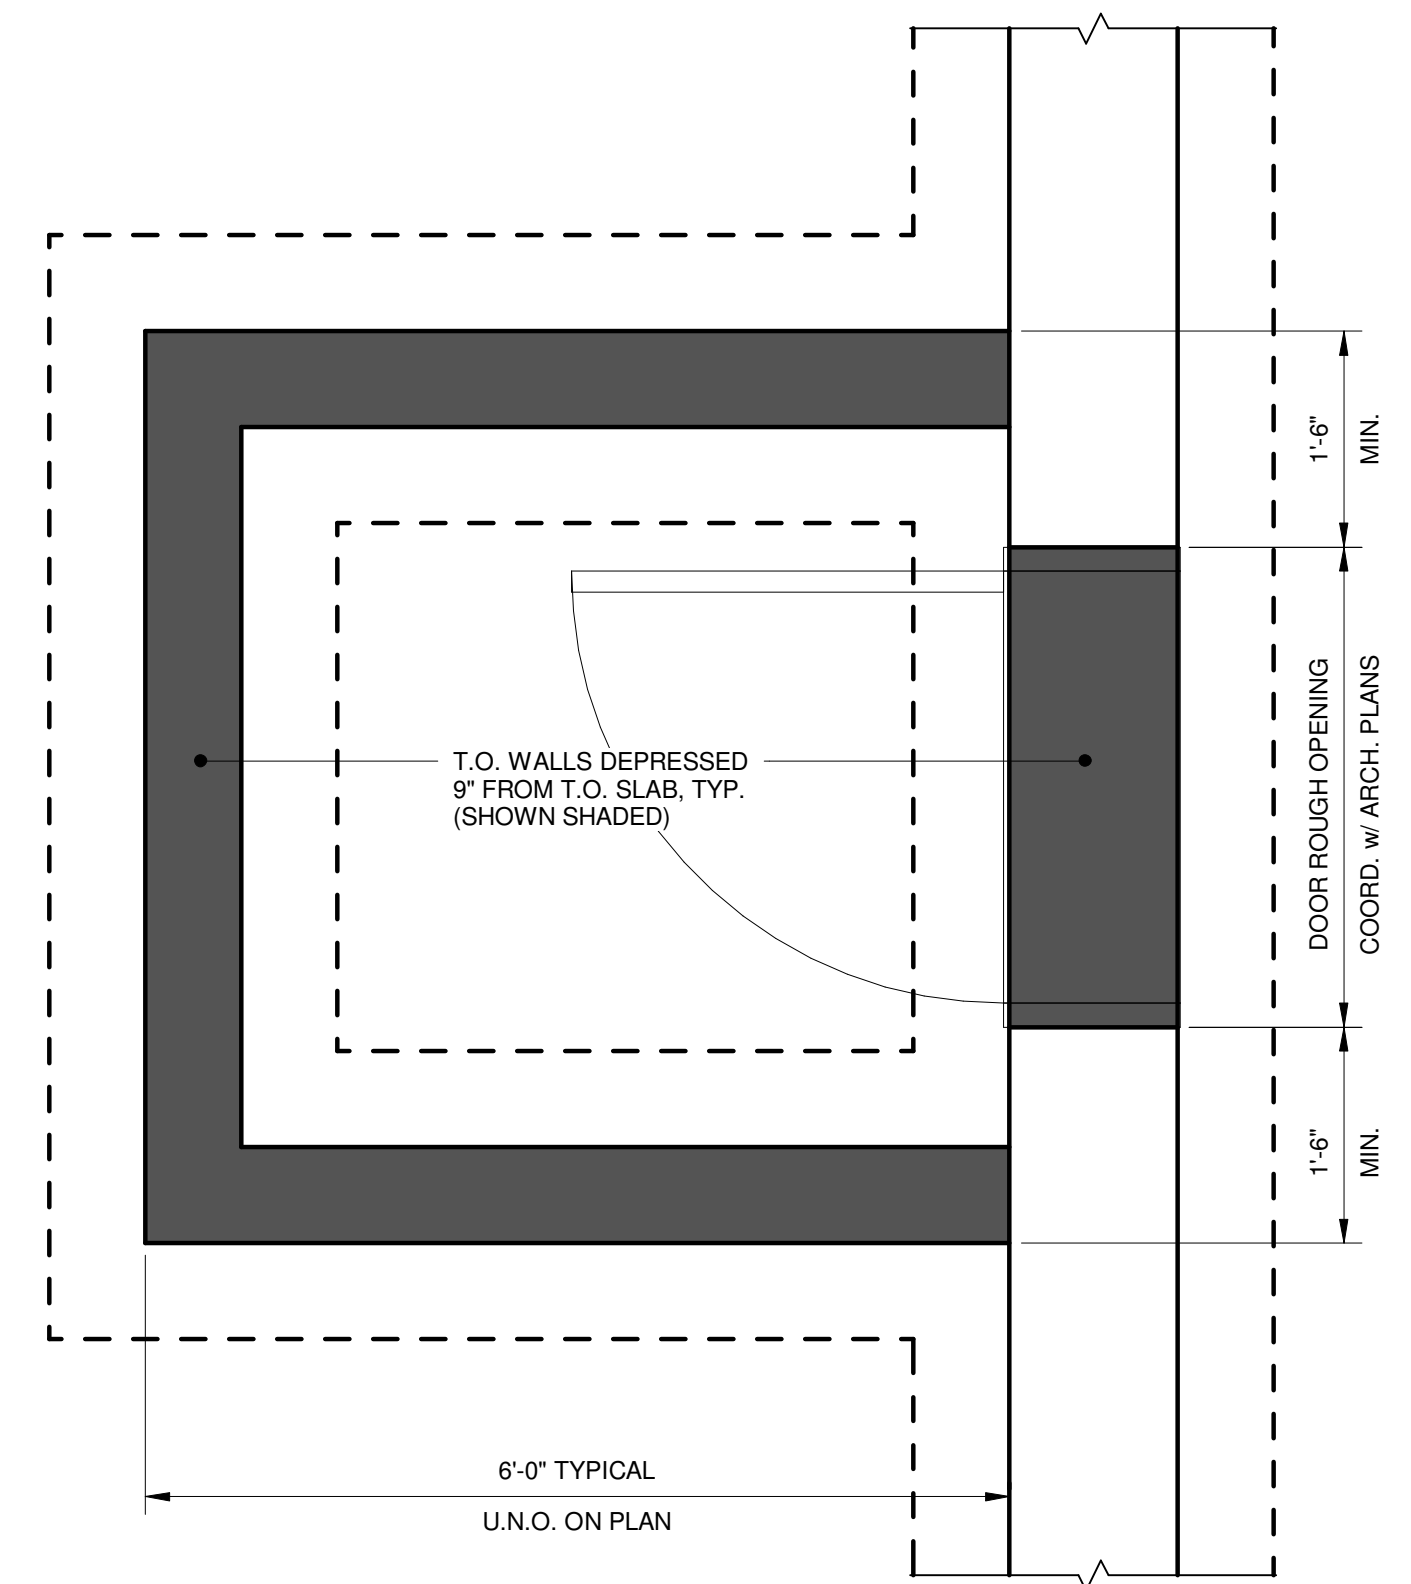 1'-6"
MIN.
T.O. WALLS DEPRESSED
9" FROM T.O. SLAB, TYP.
(SHOWN SHADED)
DOOR ROUGH OPENING
COORD. w/ ARCH. PLANS
1'-6"
MIN.
6'-0" TYPICAL
U.N.O. ON PLAN